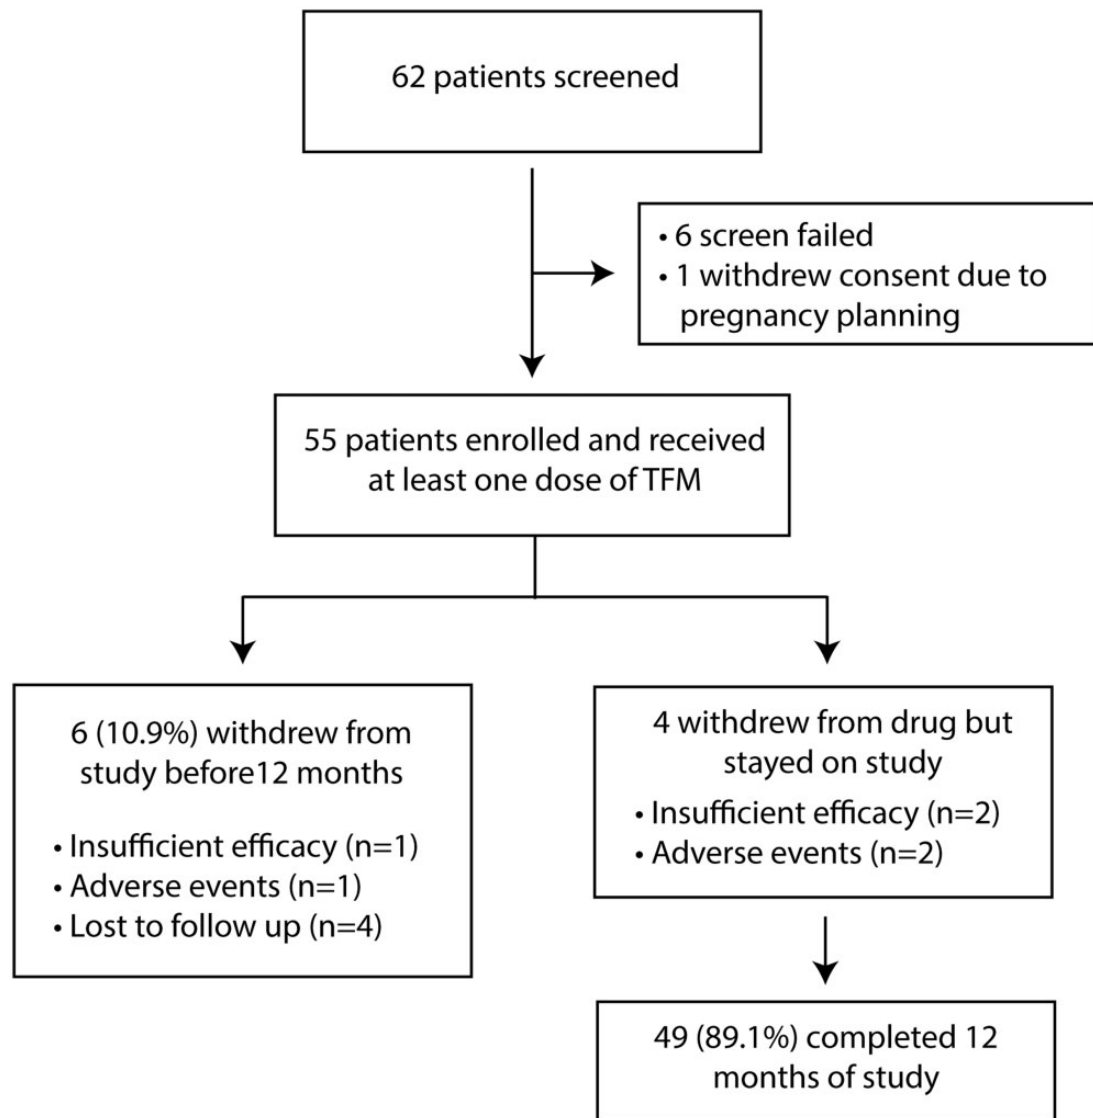 62 patients screened
• 6 screen failed
• 1 withdrew consent due to
pregnancy planning
55 patients enrolled and received
at least one dose of TFM
6 (10.9%) withdrew from
study before12 months
• Insufficient efficacy (n=1)
• Adverse events (n=1)
• Lost to follow up (n=4)
4 withdrew from drug but
stayed on study
• Insufficient efficacy (n=2)
• Adverse events (n=2)
49 (89.1%) completed 12
months of study